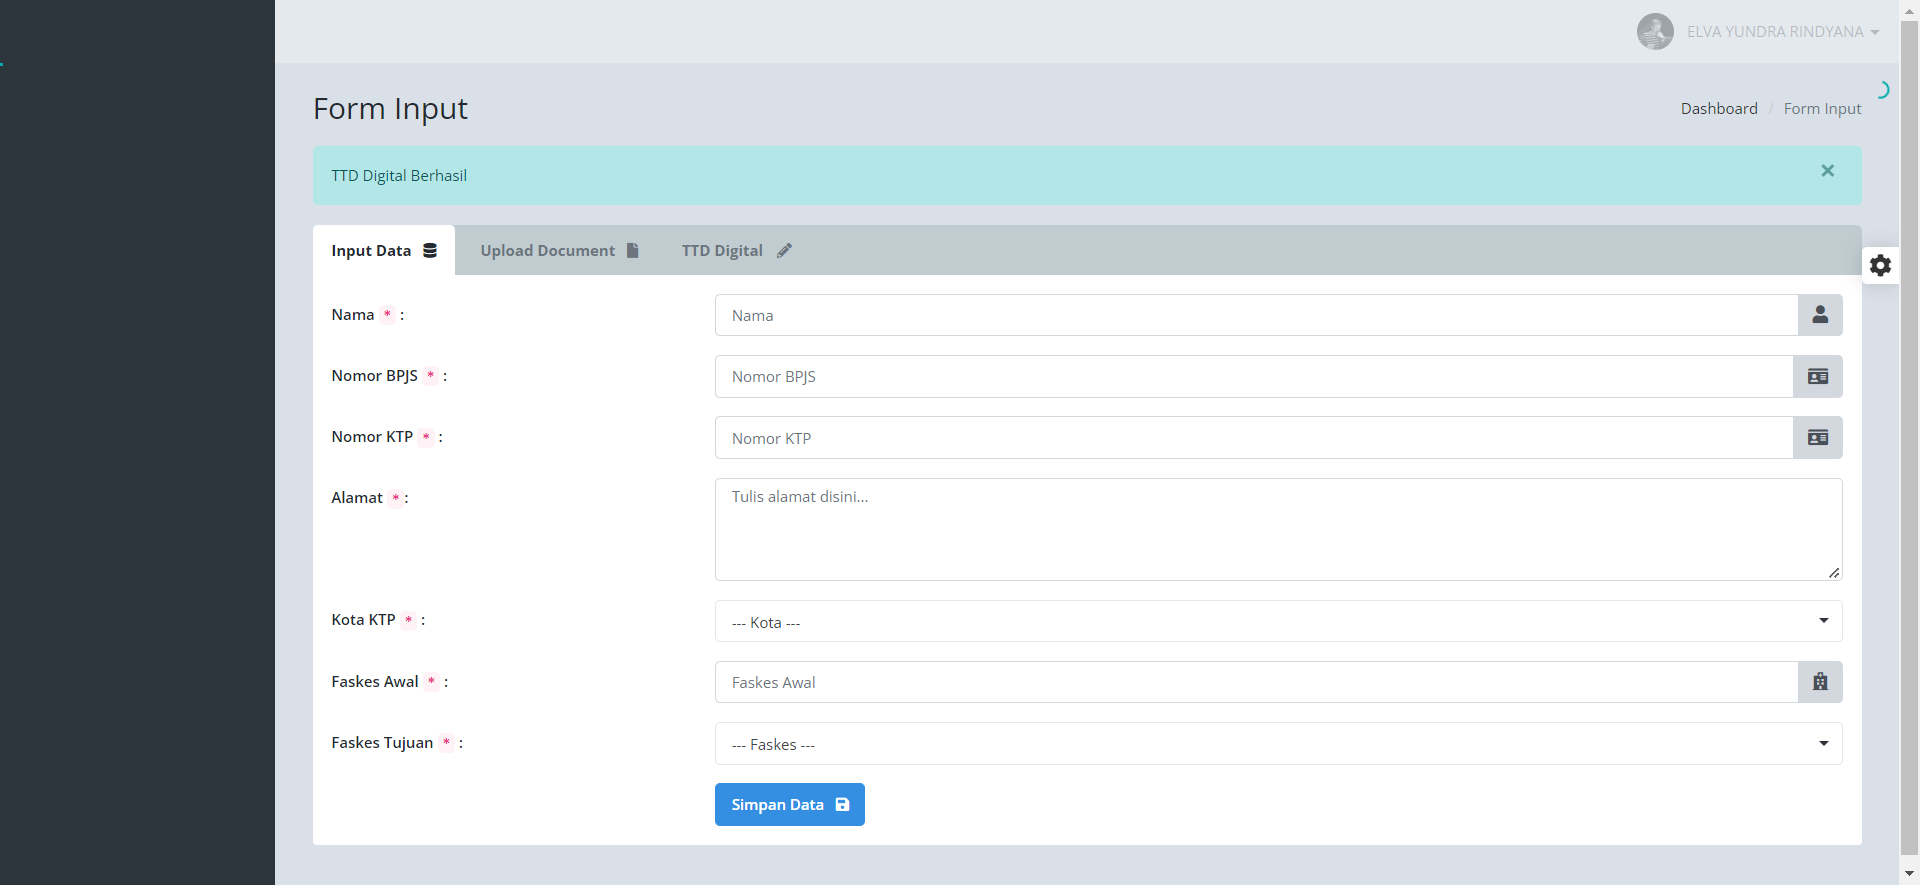 ELVA YUNDRA RINDYANA
Form Input
Dashboard / Form Input
TTD Digital Berhasil
×
Input Data
Upload Document
TTD Digital
Nama * :
Nama
Nomor BPJS * :
Nomor BPJS
Nomor KTP * :
Nomor KTP
Alamat * :
Tulis alamat disini...
Kota KTP * :
--- Kota ---
Faskes Awal * :
Faskes Awal
Faskes Tujuan * :
--- Faskes ---
Simpan Data